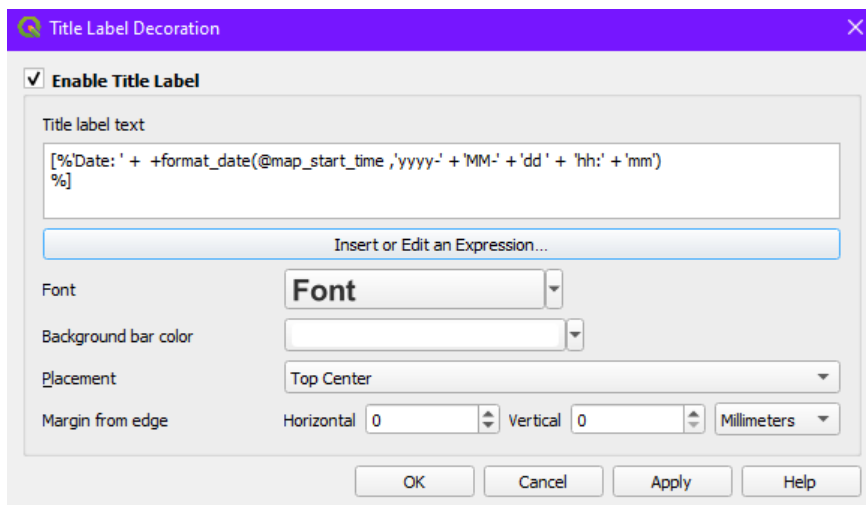 Title Label Decoration
Enable Title Label
Title label text
[%'Date: ' + +format_date(@map_start_time ,'yyyy-' + 'MM-' + 'dd ' + 'hh:' + 'mm')
%]
Insert or Edit an Expression...
Font Font
Background bar color
Placement Top Center
Margin from edge Horizontal 0 Vertical 0 Millimeters
OK Cancel Apply Help